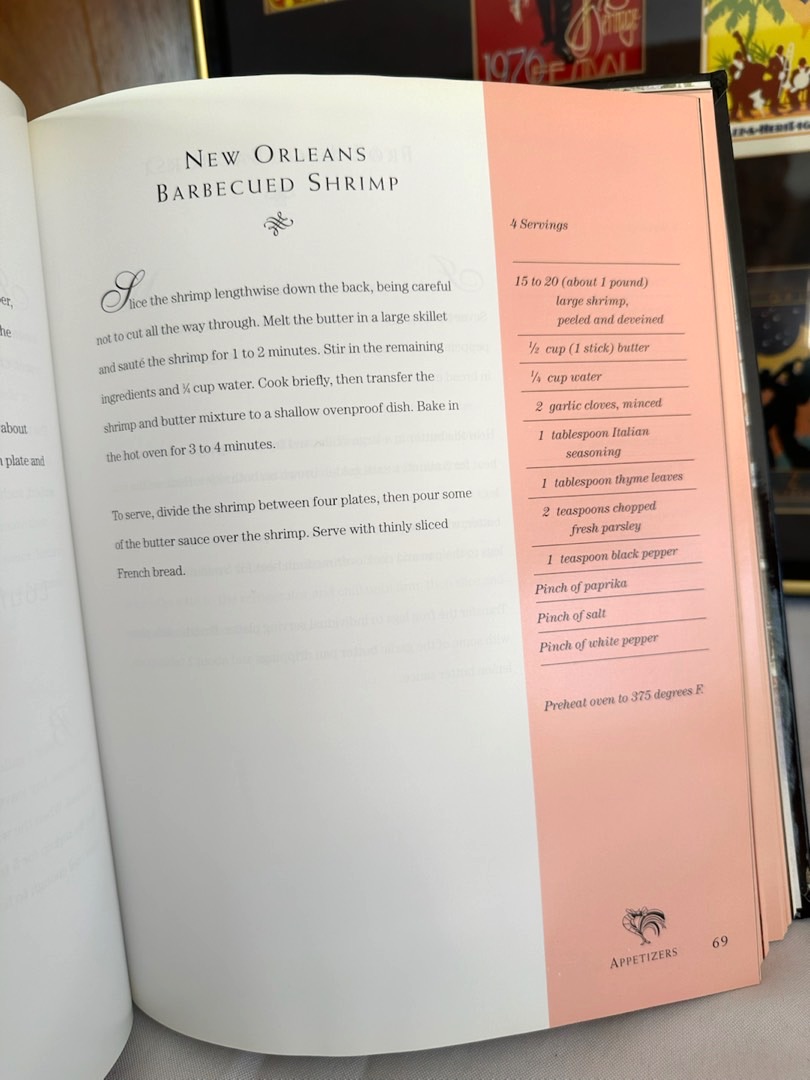 1976
FESTIVAL
er,
he
about
plate and
NEW ORLEANS
BARBECUED SHRIMP
Slice the shrimp lengthwise down the back, being careful
not to cut all the way through. Melt the butter in a large skillet
and sauté the shrimp for 1 to 2 minutes. Stir in the remaining
ingredients and ¼ cup water. Cook briefly, then transfer the
shrimp and butter mixture to a shallow ovenproof dish. Bake in
the hot oven for 3 to 4 minutes.
To serve, divide the shrimp between four plates, then pour some
of the butter sauce over the shrimp. Serve with thinly sliced
French bread.
4 Servings
15 to 20 (about 1 pound)
large shrimp,
peeled and deveined
½ cup (1 stick) butter
¼ cup water
2 garlic cloves, minced
1 tablespoon Italian
seasoning
1 tablespoon thyme leaves
2 teaspoons chopped
fresh parsley
1 teaspoon black pepper
Pinch of paprika
Pinch of salt
Pinch of white pepper
Preheat oven to 375 degrees F.
APPETIZERS
69